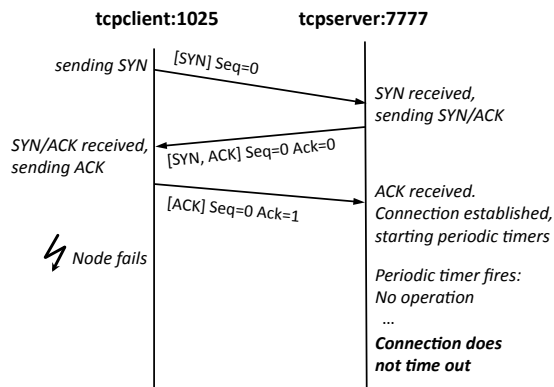 tcpclient:1025 tcpserver:7777
sending SYN
[SYN] Seq=0
SYN received,
sending SYN/ACK
SYN/ACK received,
sending ACK
[SYN, ACK] Seq=0 Ack=0
[ACK] Seq=0 Ack=1
ACK received.
Connection established,
starting periodic timers
Node fails
Periodic timer fires:
No operation
...
Connection does
not time out